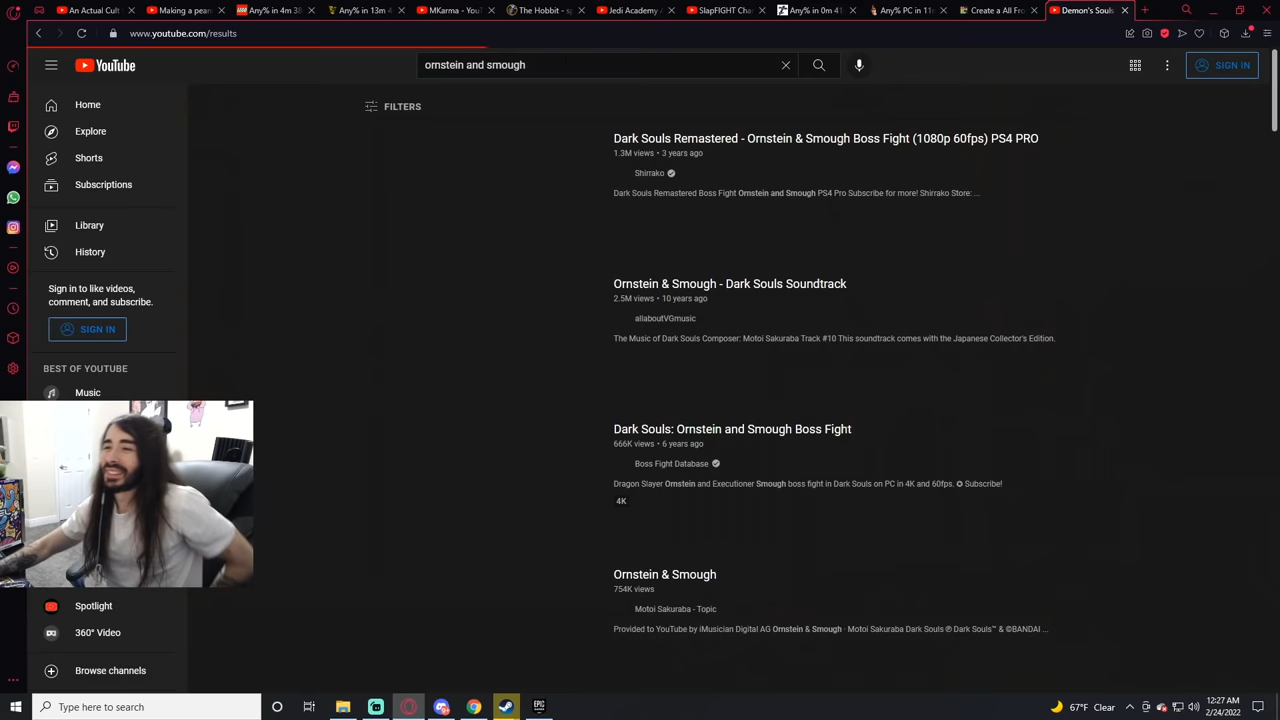 An Actual Cult
Making a pean
Any% in 4m 38
Any% in 13m 4
MKarma - YouT
The Hobbit - sp
Jedi Academy A
SlapFIGHT Cha
Any% in 0m 41
Any% PC in 11m
Create a All Fro
Demon's Souls
www.youtube.com/results
YouTube
ornstein and smough
SIGN IN
Home
Explore
Shorts
Subscriptions
Library
History
Sign in to like videos,
comment, and subscribe.
SIGN IN
BEST OF YOUTUBE
Music
Spotlight
360° Video
Browse channels
FILTERS
Dark Souls Remastered - Ornstein & Smough Boss Fight (1080p 60fps) PS4 PRO
1.3M views • 3 years ago
Shirrako
Dark Souls Remastered Boss Fight Ornstein and Smough PS4 Pro Subscribe for more! Shirrako Store: ...
Ornstein & Smough - Dark Souls Soundtrack
2.5M views • 10 years ago
allaboutVGmusic
The Music of Dark Souls Composer: Motoi Sakuraba Track #10 This soundtrack comes with the Japanese Collector's Edition.
Dark Souls: Ornstein and Smough Boss Fight
666K views • 6 years ago
Boss Fight Database
Dragon Slayer Ornstein and Executioner Smough boss fight in Dark Souls on PC in 4K and 60fps. ✪ Subscribe!
4K
Ornstein & Smough
754K views
Motoi Sakuraba - Topic
Provided to YouTube by iMusician Digital AG Ornstein & Smough · Motoi Sakuraba Dark Souls ℗ Dark Souls™ & ©BANDAI ...
Type here to search
EPIC
67°F Clear
12:27 AM
2/24/2022